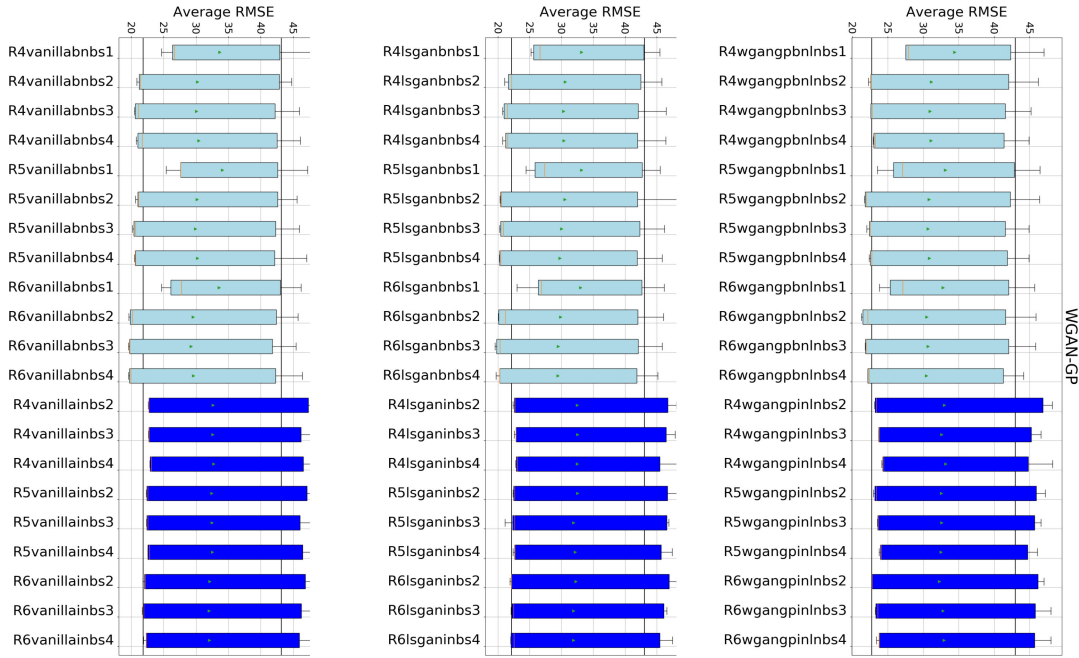 Average RMSE
20 25 30 35 40 45
R4vanillabnbs1
R4vanillabnbs2
R4vanillabnbs3
R4vanillabnbs4
R5vanillabnbs1
R5vanillabnbs2
R5vanillabnbs3
R5vanillabnbs4
R6vanillabnbs1
R6vanillabnbs2
R6vanillabnbs3
R6vanillabnbs4
R4vanillainbs2
R4vanillainbs3
R4vanillainbs4
R5vanillainbs2
R5vanillainbs3
R5vanillainbs4
R6vanillainbs2
R6vanillainbs3
R6vanillainbs4
Average RMSE
20 25 30 35 40 45
R4lsganbnbs1
R4lsganbnbs2
R4lsganbnbs3
R4lsganbnbs4
R5lsganbnbs1
R5lsganbnbs2
R5lsganbnbs3
R5lsganbnbs4
R6lsganbnbs1
R6lsganbnbs2
R6lsganbnbs3
R6lsganbnbs4
R4lsganinbs2
R4lsganinbs3
R4lsganinbs4
R5lsganinbs2
R5lsganinbs3
R5lsganinbs4
R6lsganinbs2
R6lsganinbs3
R6lsganinbs4
Average RMSE
20 25 30 35 40 45
R4wgangpbnlnbs1
R4wgangpbnlnbs2
R4wgangpbnlnbs3
R4wgangpbnlnbs4
R5wgangpbnlnbs1
R5wgangpbnlnbs2
R5wgangpbnlnbs3
R5wgangpbnlnbs4
R6wgangpbnlnbs1
R6wgangpbnlnbs2
R6wgangpbnlnbs3
R6wgangpbnlnbs4
R4wgangpinlnbs2
R4wgangpinlnbs3
R4wgangpinlnbs4
R5wgangpinlnbs2
R5wgangpinlnbs3
R5wgangpinlnbs4
R6wgangpinlnbs2
R6wgangpinlnbs3
R6wgangpinlnbs4
WGAN-GP